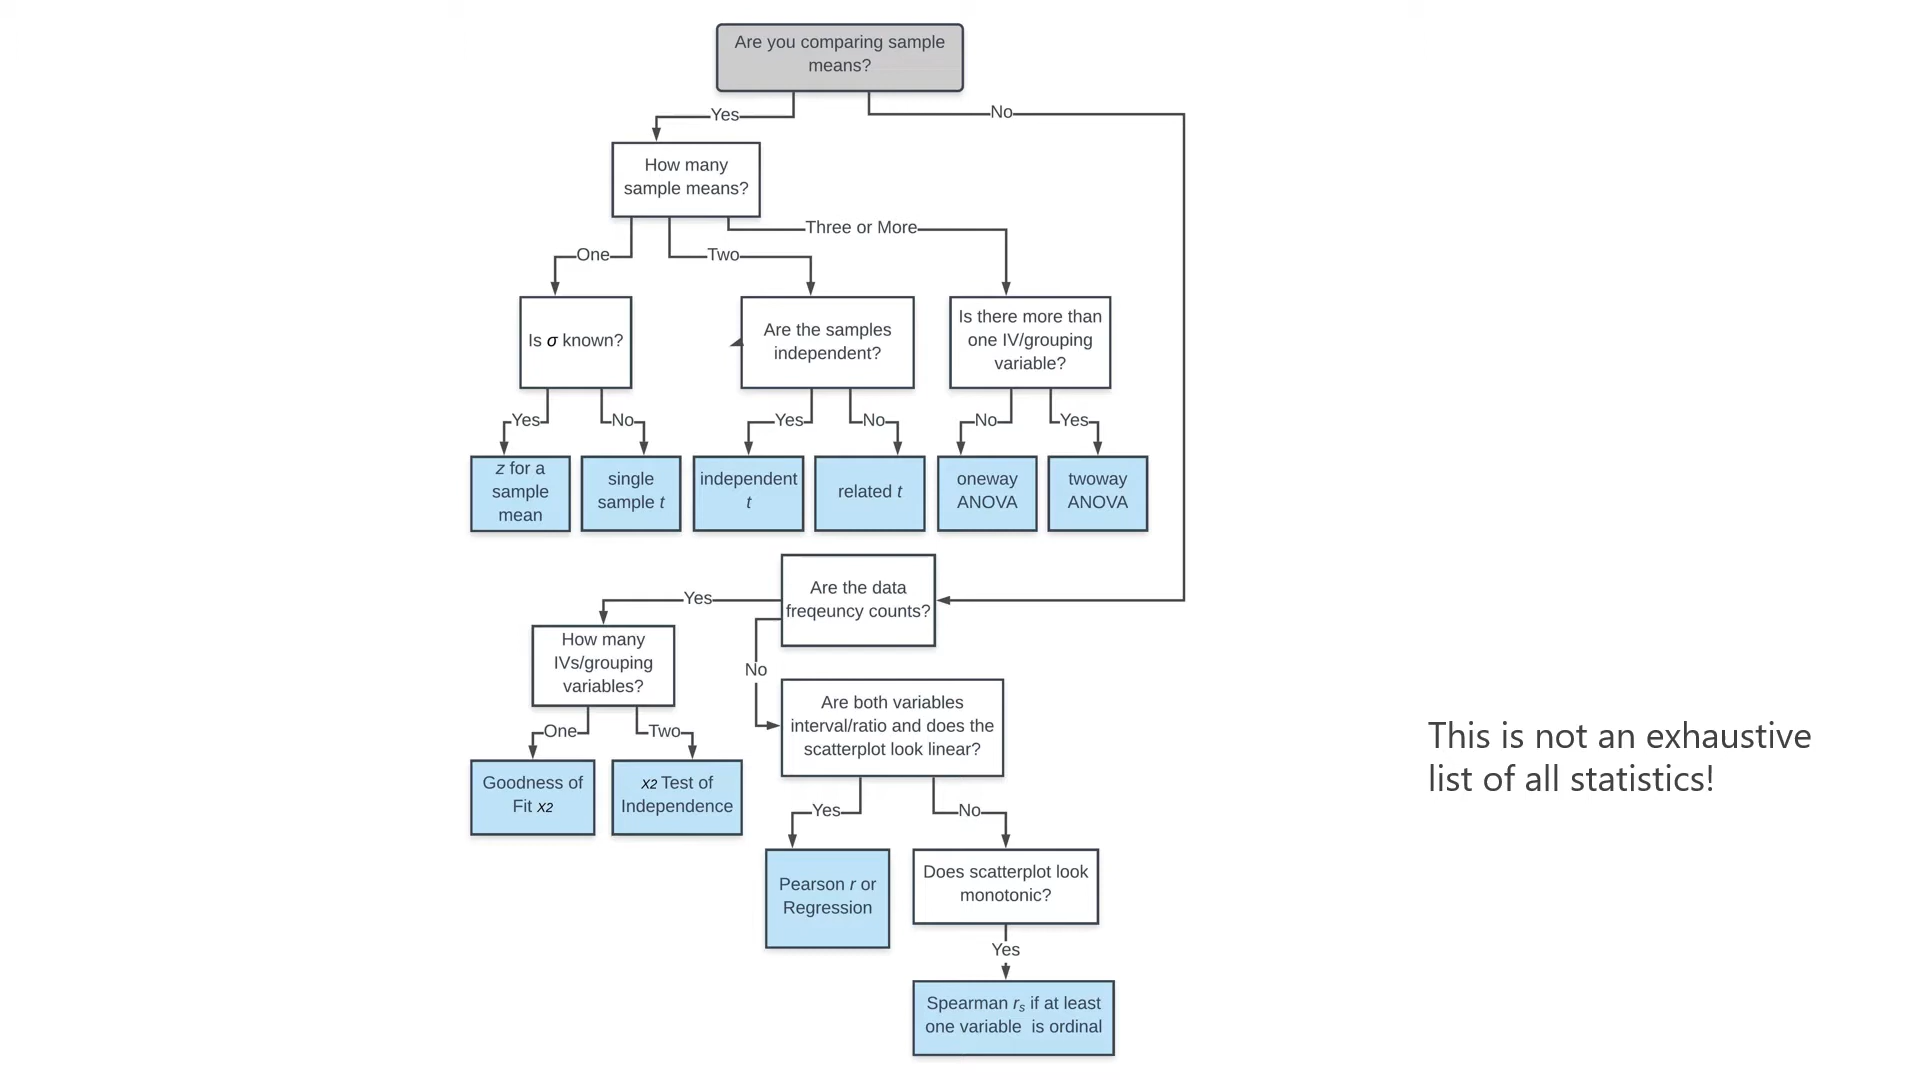 Are you comparing sample
means?
Yes
No
How many
sample means?
One
Two
Three or More
Is σ known?
Are the samples
independent?
Is there more than
one IV/grouping
variable?
Yes
No
Yes
No
No
Yes
z for a
sample
mean
single
sample t
independent
t
related t
oneway
ANOVA
twoway
ANOVA
Are the data
freqeuncy counts?
Yes
No
How many
IVs/grouping
variables?
One
Two
Goodness of
Fit x2
x2 Test of
Independence
Are both variables
interval/ratio and does the
scatterplot look linear?
Yes
No
Pearson r or
Regression
Does scatterplot look
monotonic?
Yes
Spearman rs if at least
one variable is ordinal
This is not an exhaustive
list of all statistics!